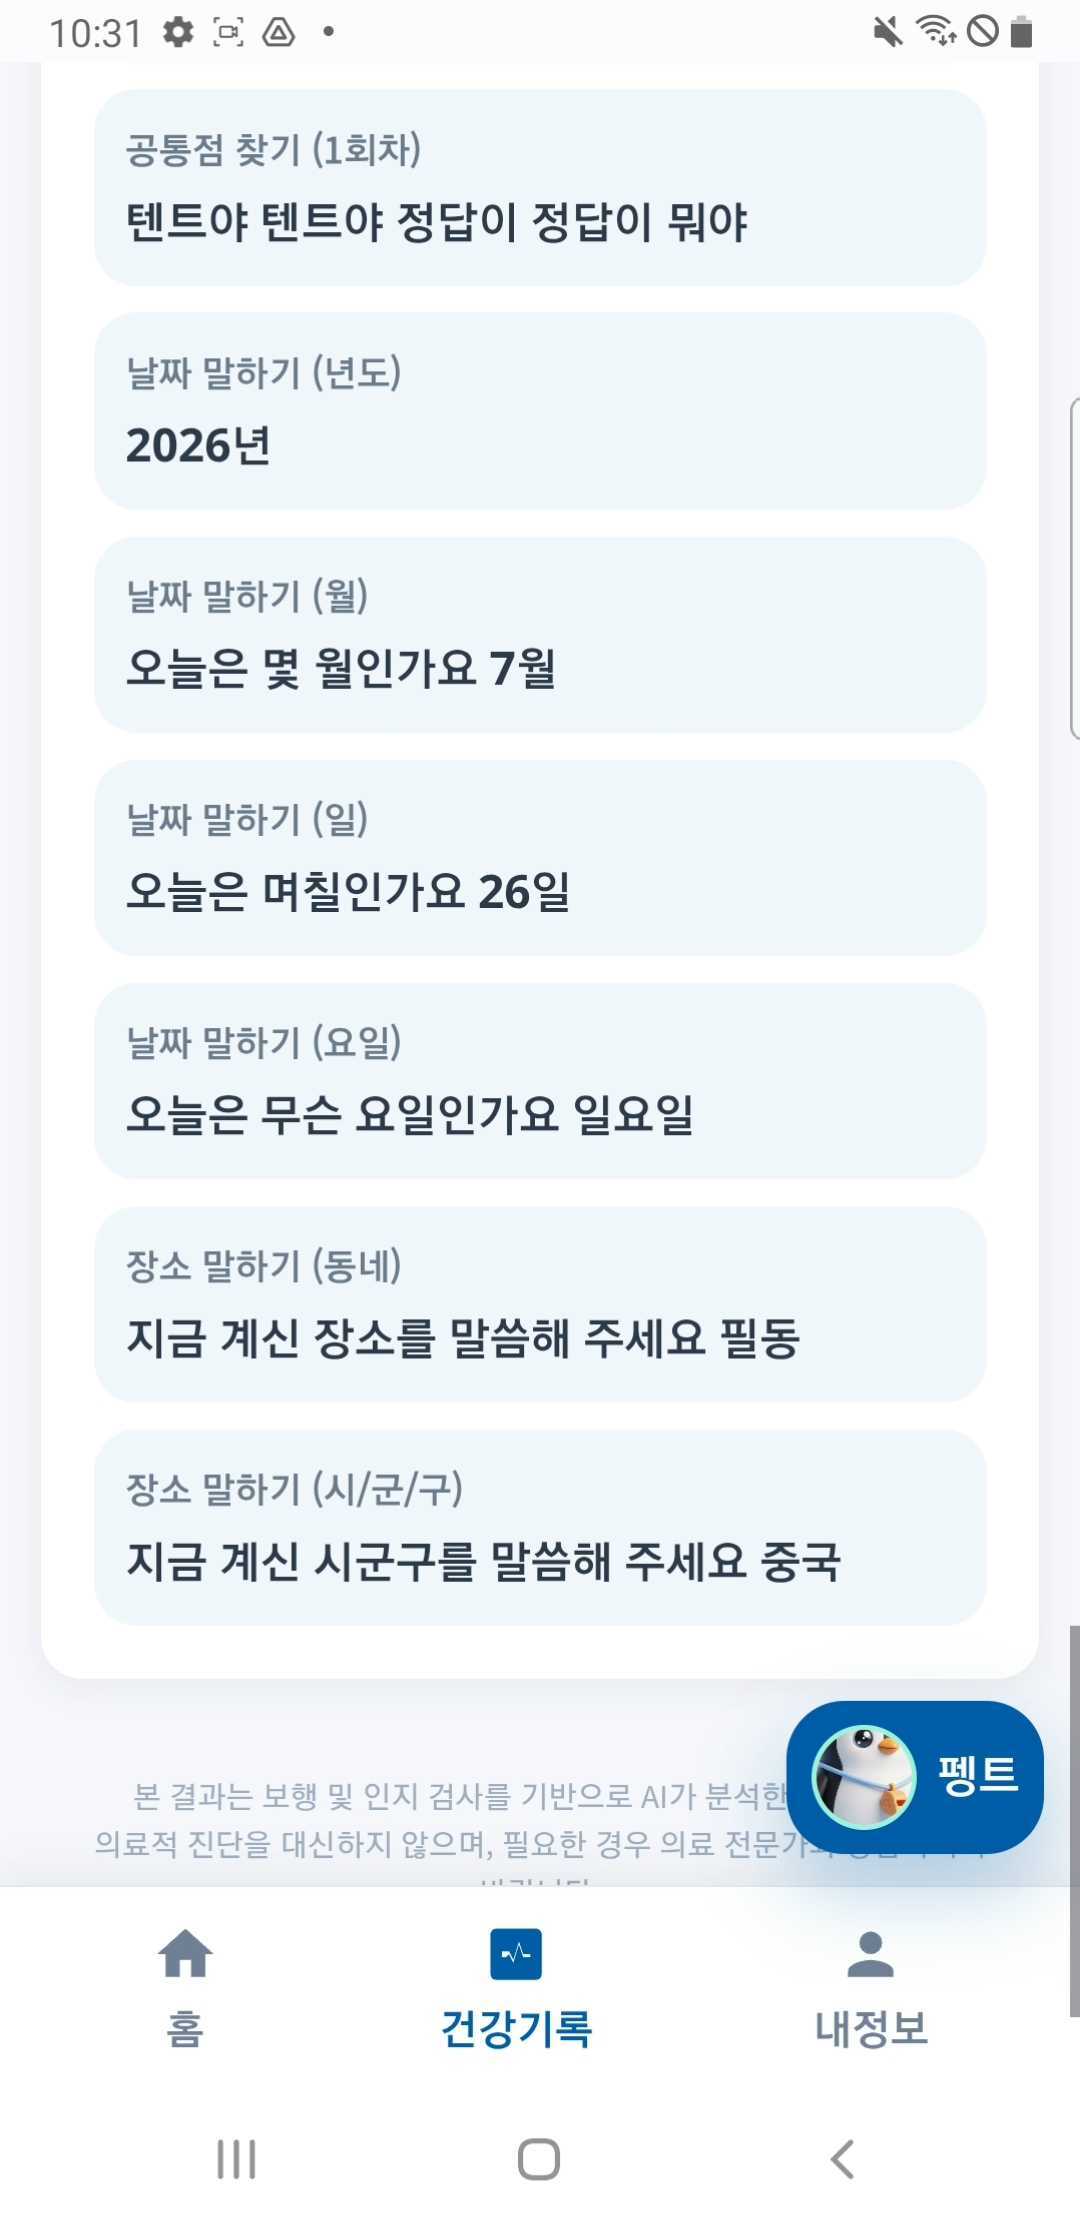 10:31
공통점 찾기 (1회차)
텐트야 텐트야 정답이 정답이 뭐야
날짜 말하기 (년도)
2026년
날짜 말하기 (월)
오늘은 몇 월인가요 7월
날짜 말하기 (일)
오늘은 며칠인가요 26일
날짜 말하기 (요일)
오늘은 무슨 요일인가요 일요일
장소 말하기 (동네)
지금 계신 장소를 말씀해 주세요 필동
장소 말하기 (시/군/구)
지금 계신 시군구를 말씀해 주세요 중국
펭트
본 결과는 보행 및 인지 검사를 기반으로 AI가 분석한
의료적 진단을 대신하지 않으며, 필요한 경우 의료
홈
건강기록
내정보